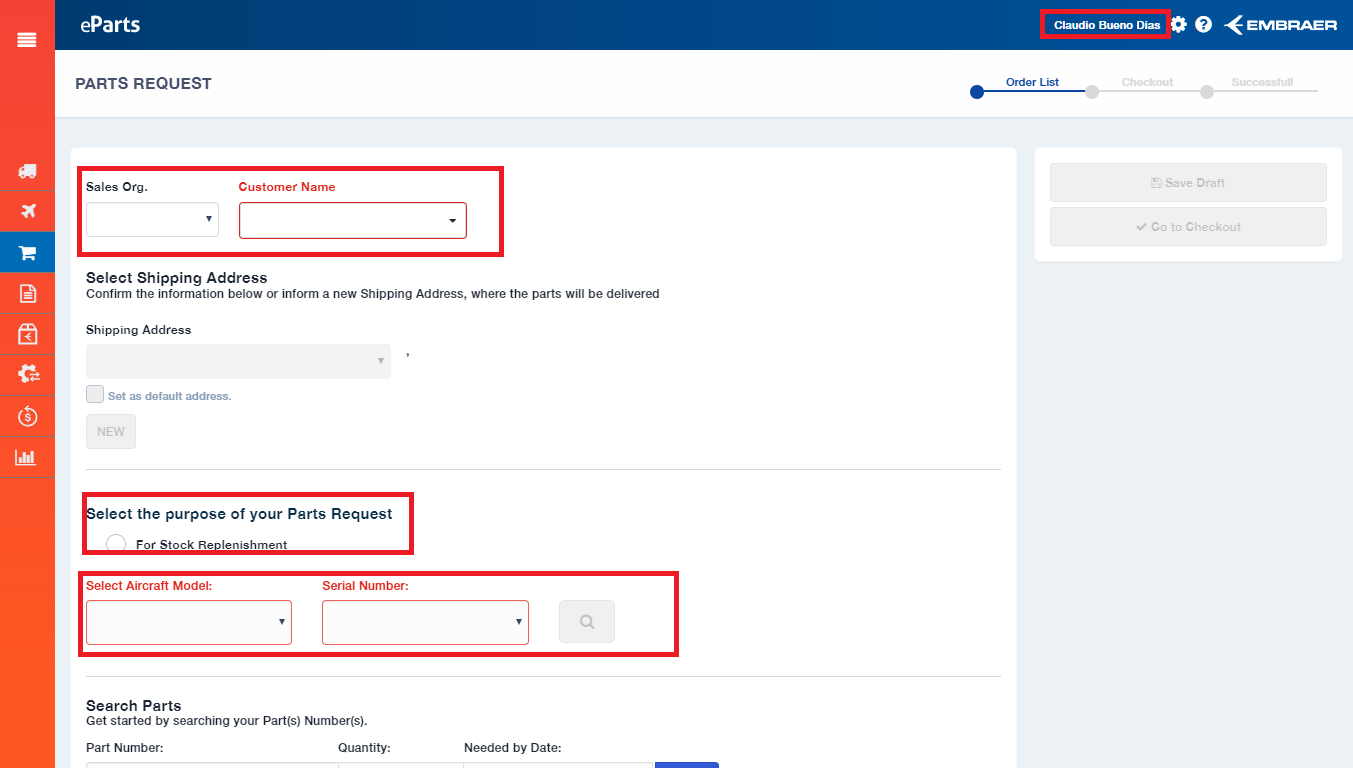 eParts
Claudio Bueno Dias
EMBRAER
PARTS REQUEST
Order List
Checkout
Successfull
Sales Org.
Customer Name
Save Draft
Go to Checkout
Select Shipping Address
Confirm the information below or inform a new Shipping Address, where the parts will be delivered
Shipping Address
,
Set as default address.
NEW
Select the purpose of your Parts Request
For Stock Replenishment
Select Aircraft Model:
Serial Number:
Search Parts
Get started by searching your Part(s) Number(s).
Part Number:
Quantity:
Needed by Date: